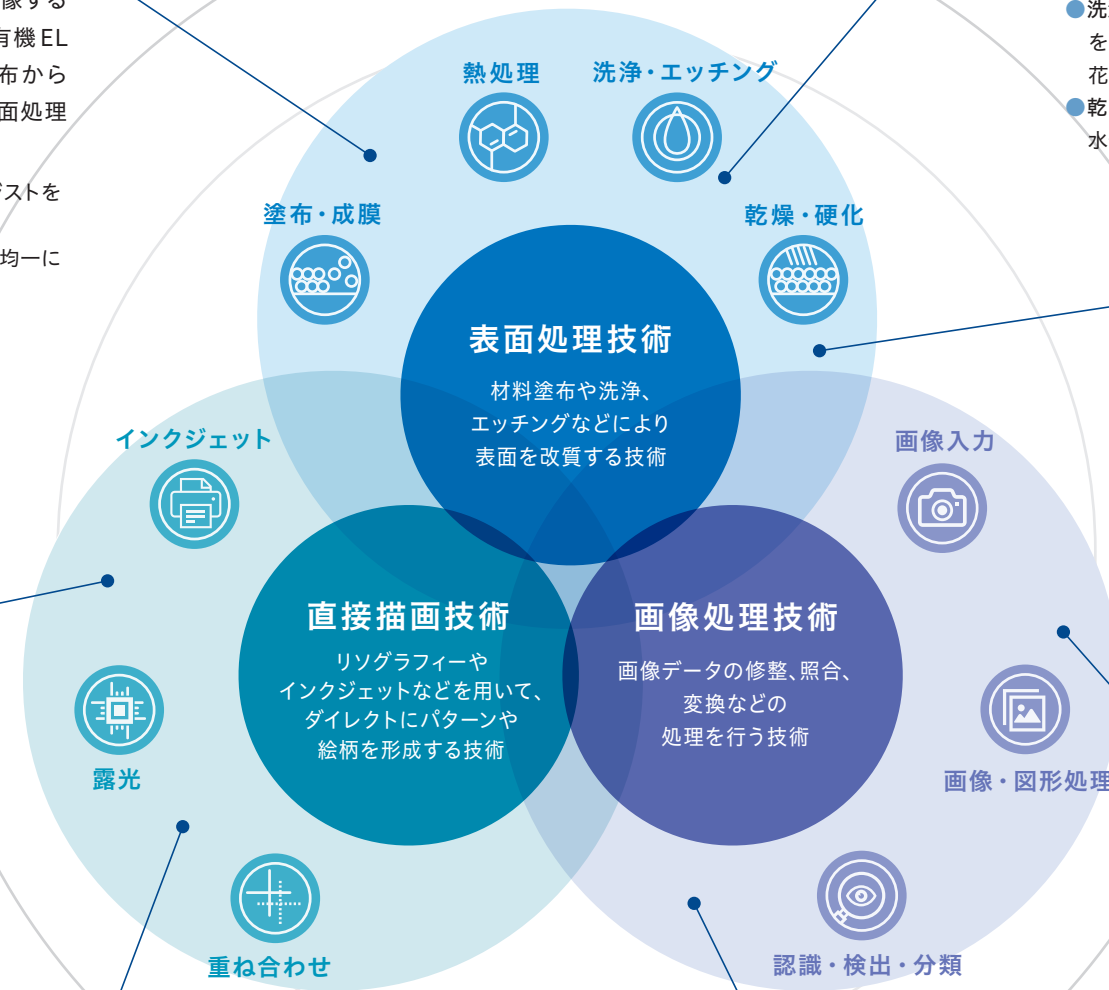 像する
有機EL
布から
面処理
ジストを
均一に
洗
を
花
●乾
水
熱処理
洗浄・エッチング
塗布・成膜
乾燥・硬化
表面処理技術
材料塗布や洗浄、
エッチングなどにより
表面を改質する技術
インクジェット
画像入力
直接描画技術
リソグラフィーや
インクジェットなどを用いて、
ダイレクトにパターンや
絵柄を形成する技術
画像処理技術
画像データの修整、照合、
変換などの
処理を行う技術
露光
画像・図形処理
重ね合わせ
認識・検出・分類